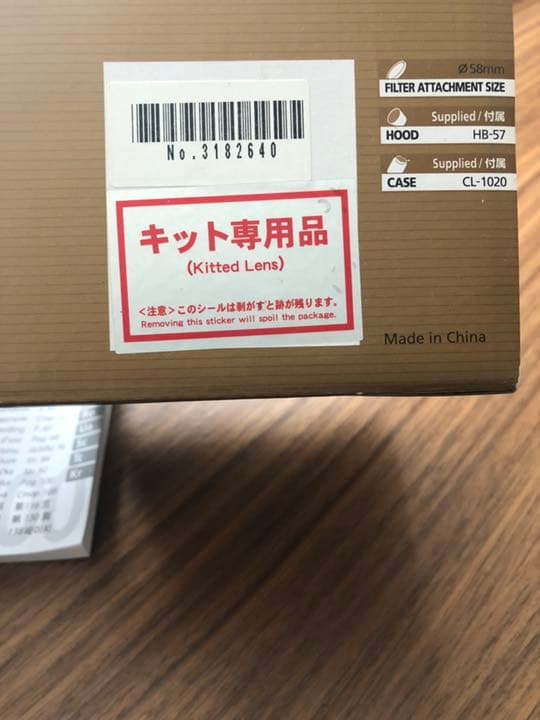 No.3182640
キット専用品
(Kitted Lens)
<注意>このシールは剥がすと跡が残ります。
Removing this sticker will spoil the package.
Ø58mm
FILTER ATTACHMENT SIZE
Supplied/付属
HOOD HB-57
Supplied/付属
CASE CL-1020
Made in China